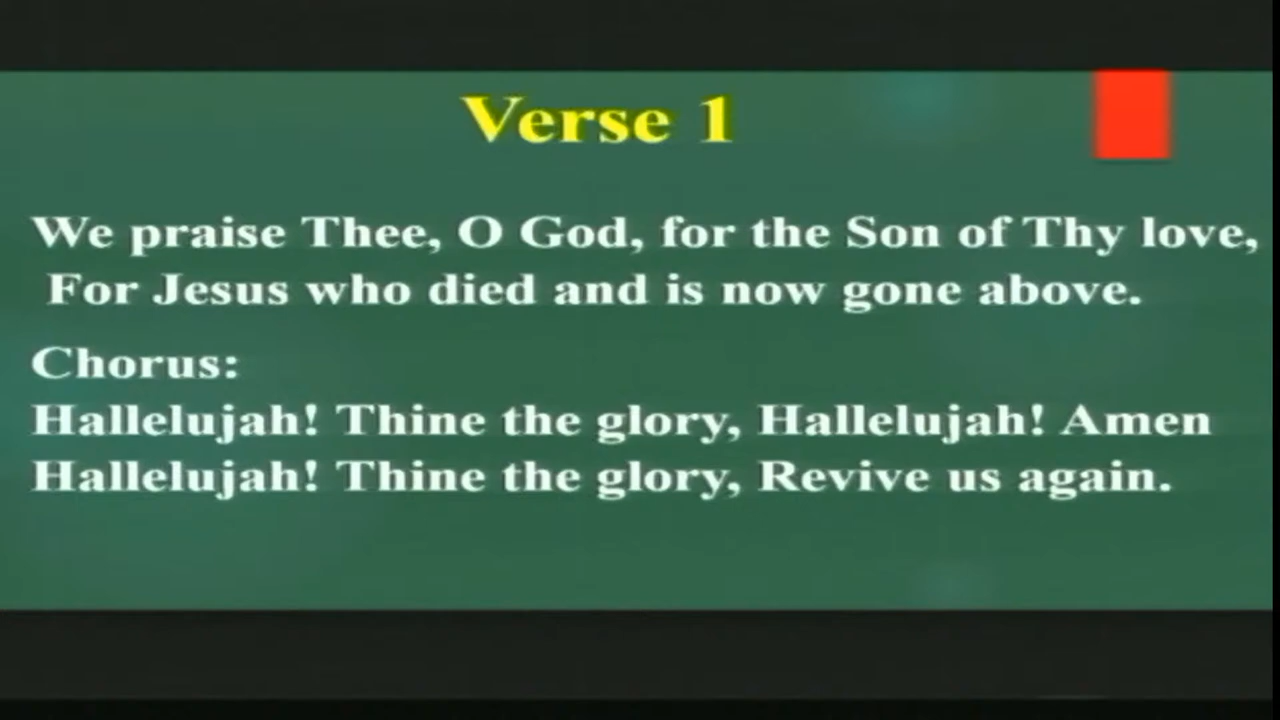 Verse 1
We praise Thee, O God, for the Son of Thy love,
For Jesus who died and is now gone above.
Chorus:
Hallelujah! Thine the glory, Hallelujah! Amen
Hallelujah! Thine the glory, Revive us again.